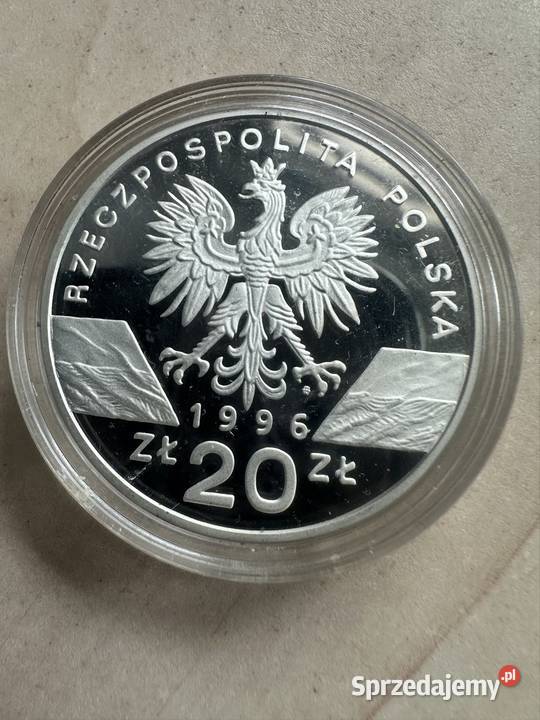 RZECZPOSPOLITA POLSKA
1996
ZŁ 20 ZŁ
Sprzedajemy.pl